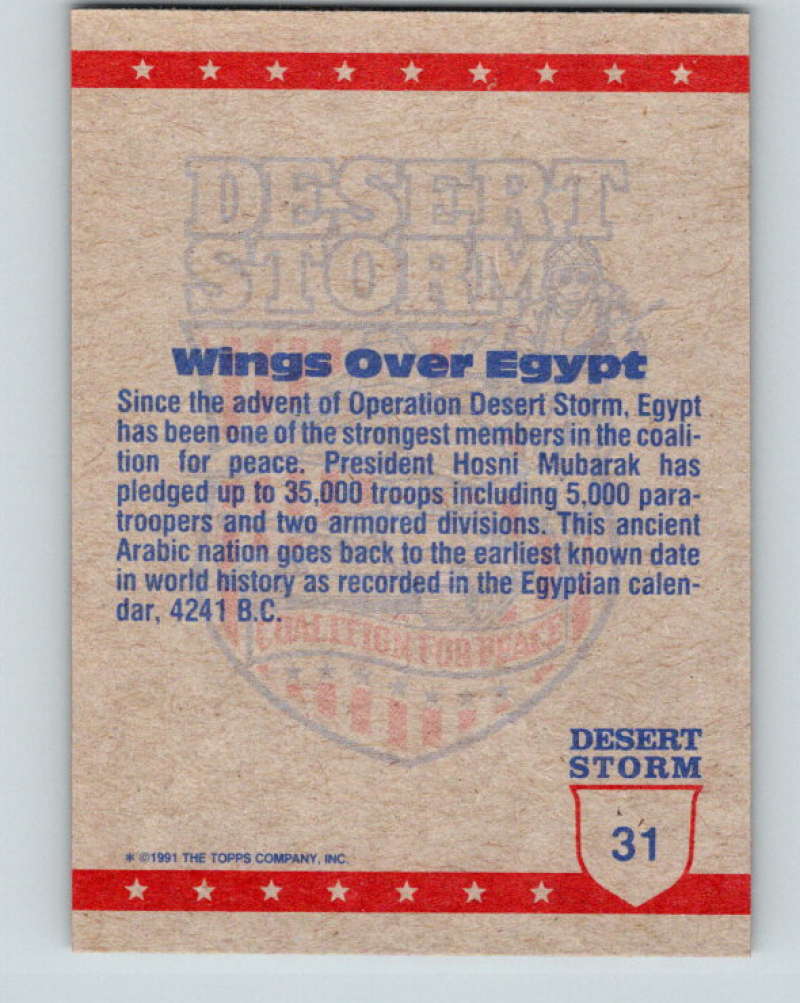 DESERT
STORM
Wings Over Egypt
Since the advent of Operation Desert Storm, Egypt
has been one of the strongest members in the coali-
tion for peace. President Hosni Mubarak has
pledged up to 35,000 troops including 5,000 para-
troopers and two armored divisions. This ancient
Arabic nation goes back to the earliest known date
in world history as recorded in the Egyptian calen-
dar, 4241 B.C.
COALITION FOR PEACE
DESERT
STORM
31
* ©1991 THE TOPPS COMPANY, INC.